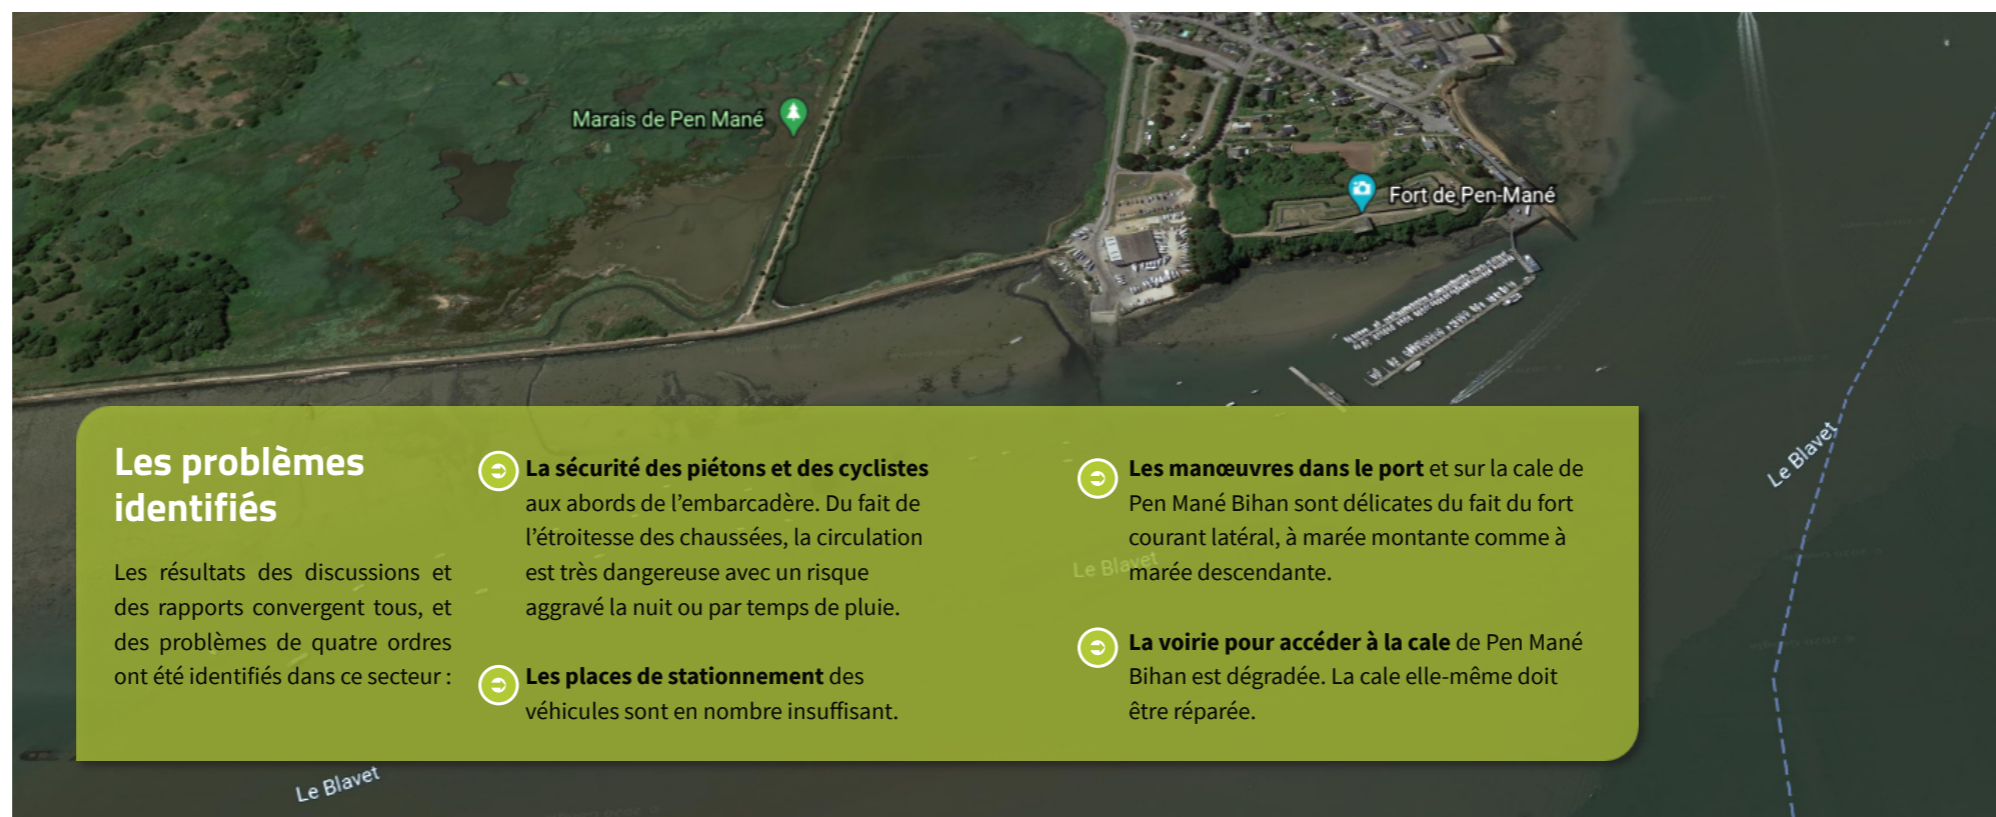 Marais de Pen Mané
Fort de Pen-Mané
Le Blavet
Les problèmes
identifiés
Les résultats des discussions et
des rapports convergent tous, et
des problèmes de quatre ordres
ont été identifiés dans ce secteur :
La sécurité des piétons et des cyclistes
aux abords de l’embarcadère. Du fait de
l’étroitesse des chaussées, la circulation
est très dangereuse avec un risque
aggravé la nuit ou par temps de pluie.
Les places de stationnement des
véhicules sont en nombre insuffisant.
Les manœuvres dans le port et sur la cale de
Pen Mané Bihan sont délicates du fait du fort
courant latéral, à marée montante comme à
marée descendante.
La voirie pour accéder à la cale de Pen Mané
Bihan est dégradée. La cale elle-même doit
être réparée.
Le Blavet
Le Blavet